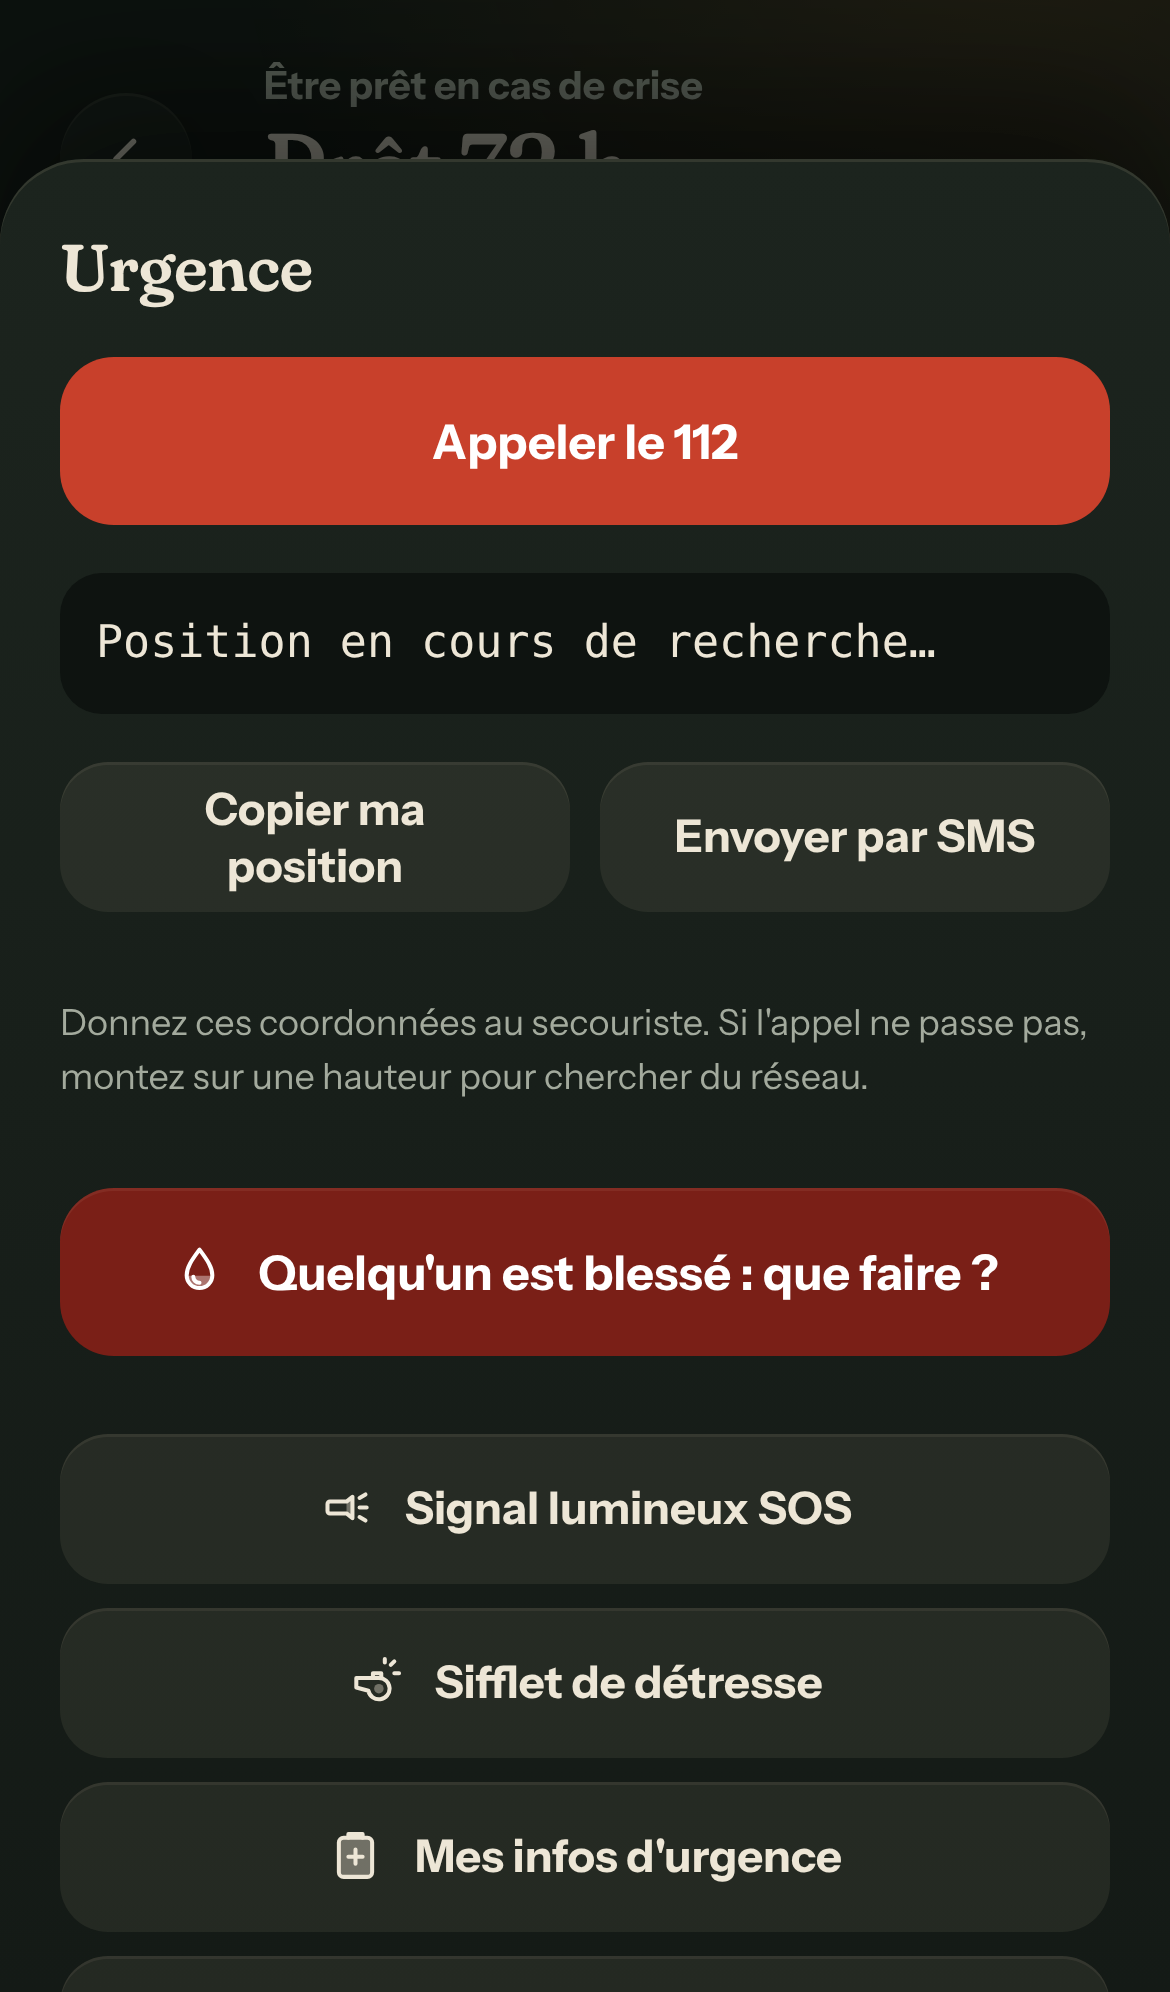 Être prêt en cas de crise
Prêt 72 h
Urgence
Appeler le 112
Position en cours de recherche…
Copier ma
position
Envoyer par SMS
Donnez ces coordonnées au secouriste. Si l'appel ne passe pas,
montez sur une hauteur pour chercher du réseau.
Quelqu'un est blessé : que faire ?
Signal lumineux SOS
Sifflet de détresse
Mes infos d'urgence